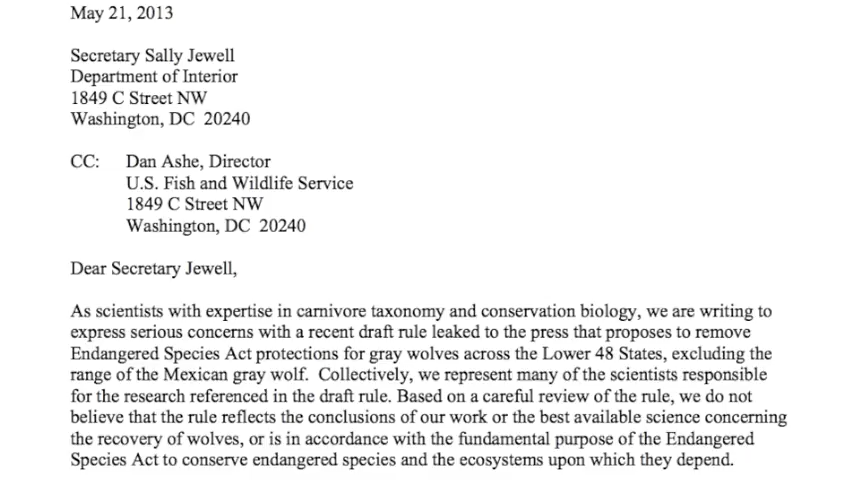 May 21, 2013
Secretary Sally Jewell
Department of Interior
1849 C Street NW
Washington, DC 20240
CC: Dan Ashe, Director
U.S. Fish and Wildlife Service
1849 C Street NW
Washington, DC 20240
Dear Secretary Jewell,
As scientists with expertise in carnivore taxonomy and conservation biology, we are writing to
express serious concerns with a recent draft rule leaked to the press that proposes to remove
Endangered Species Act protections for gray wolves across the Lower 48 States, excluding the
range of the Mexican gray wolf. Collectively, we represent many of the scientists responsible
for the research referenced in the draft rule. Based on a careful review of the rule, we do not
believe that the rule reflects the conclusions of our work or the best available science concerning
the recovery of wolves, or is in accordance with the fundamental purpose of the Endangered
Species Act to conserve endangered species and the ecosystems upon which they depend.